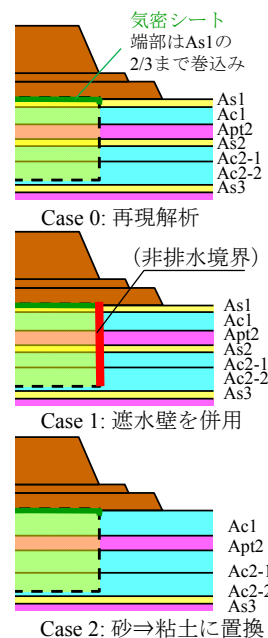 気密シート
端部はAs1の
2/3まで巻込み
As1
Ac1
Apt2
As2
Ac2-1
Ac2-2
As3
Case 0: 再現解析
(非排水境界)
As1
Ac1
Apt2
As2
Ac2-1
Ac2-2
As3
Case 1: 遮水壁を併用
Ac1
Apt2
Ac2-1
Ac2-2
As3
Case 2: 砂⇒粘土に置換